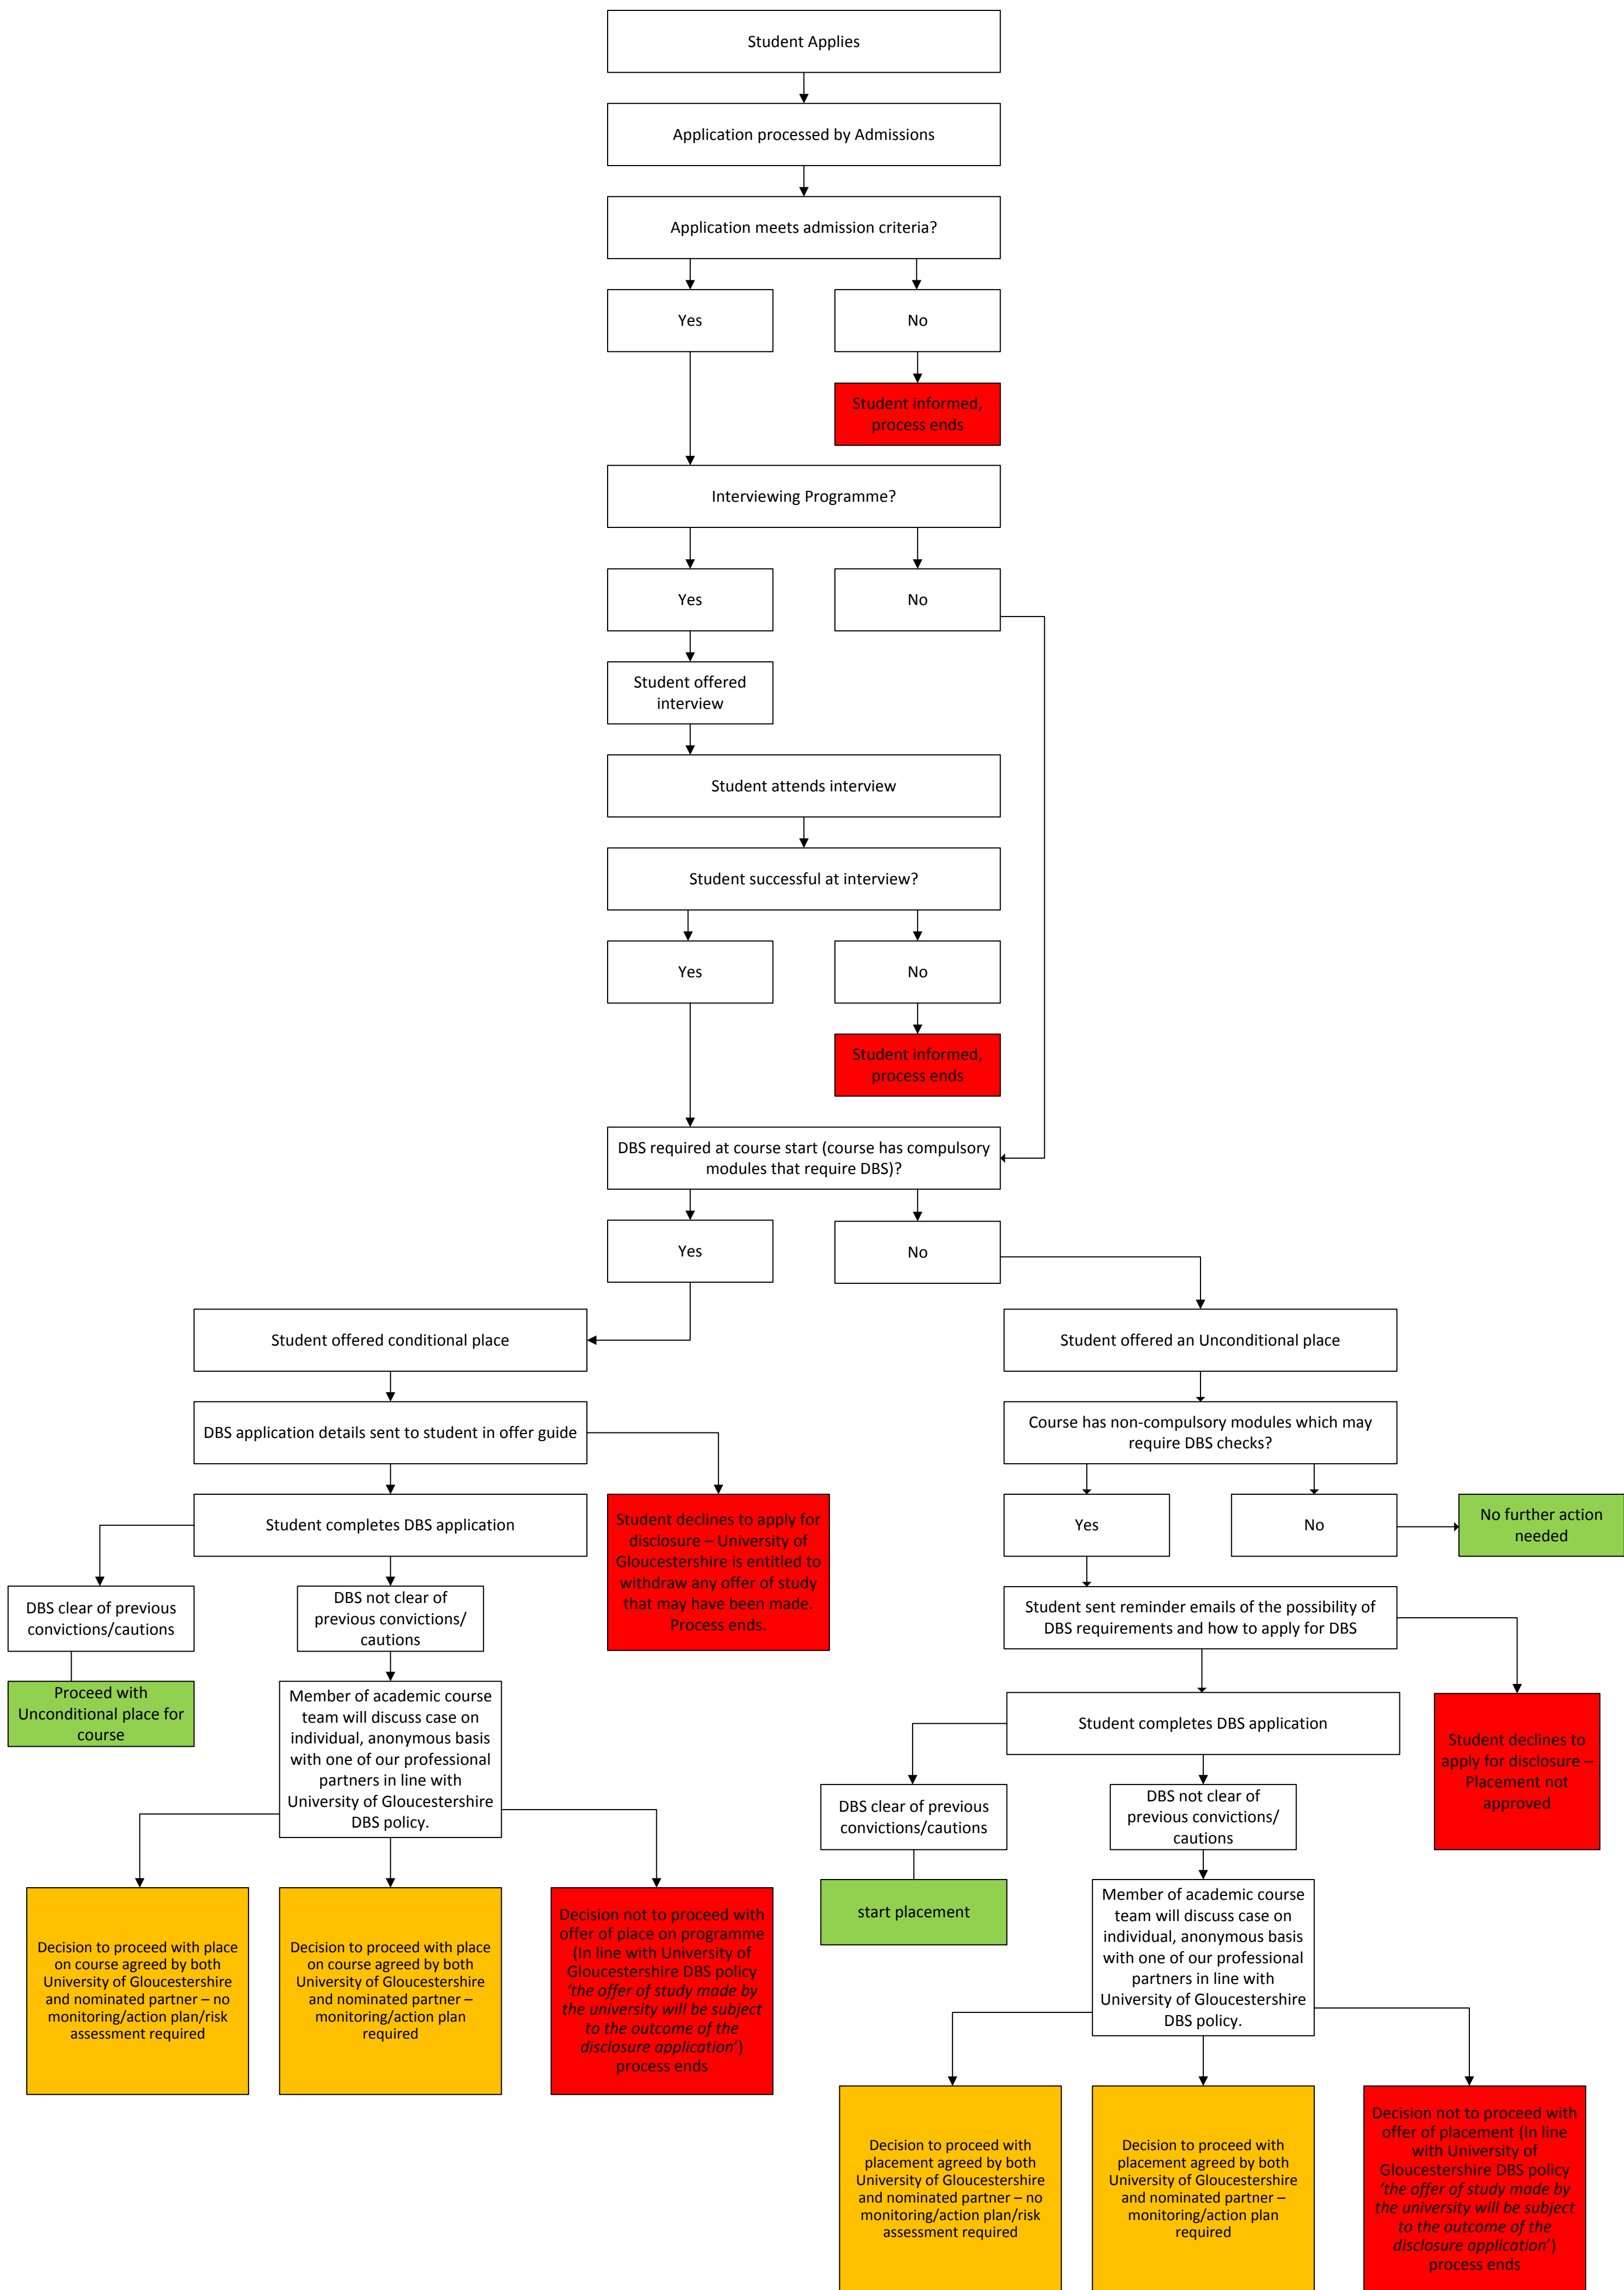 Student Applies
Application processed by Admissions
Application meets admission criteria?
Yes
No
Student informed,
process ends
Interviewing Programme?
Yes
No
Student offered
interview
Student attends interview
Student successful at interview?
Yes
No
Student informed,
process ends
DBS required at course start (course has compulsory
modules that require DBS)?
Yes
No
Student offered conditional place
DBS application details sent to student in offer guide
Student completes DBS application
Student declines to apply for
disclosure – University of
Gloucestershire is entitled to
withdraw any offer of study
that may have been made.
Process ends.
DBS clear of previous
convictions/cautions
Proceed with
Unconditional place for
course
DBS not clear of
previous convictions/
cautions
Member of academic course
team will discuss case on
individual, anonymous basis
with one of our professional
partners in line with
University of Gloucestershire
DBS policy.
Decision to proceed with place
on course agreed by both
University of Gloucestershire
and nominated partner – no
monitoring/action plan/risk
assessment required
Decision to proceed with place
on course agreed by both
University of Gloucestershire
and nominated partner –
monitoring/action plan
required
Decision not to proceed with
offer of place on programme
(In line with University of
Gloucestershire DBS policy
‘the offer of study made by
the university will be subject
to the outcome of the
disclosure application’)
process ends
Student offered an Unconditional place
Course has non-compulsory modules which may
require DBS checks?
Yes
No
No further action
needed
Student sent reminder emails of the possibility of
DBS requirements and how to apply for DBS
Student completes DBS application
Student declines to
apply for disclosure –
Placement not
approved
DBS clear of previous
convictions/cautions
start placement
DBS not clear of
previous convictions/
cautions
Member of academic course
team will discuss case on
individual, anonymous basis
with one of our professional
partners in line with
University of Gloucestershire
DBS policy.
Decision to proceed with
placement agreed by both
University of Gloucestershire
and nominated partner – no
monitoring/action plan/risk
assessment required
Decision to proceed with
placement agreed by both
University of Gloucestershire
and nominated partner –
monitoring/action plan
required
Decision not to proceed with
offer of placement (In line
with University of
Gloucestershire DBS policy
‘the offer of study made by
the university will be subject
to the outcome of the
disclosure application’)
process ends